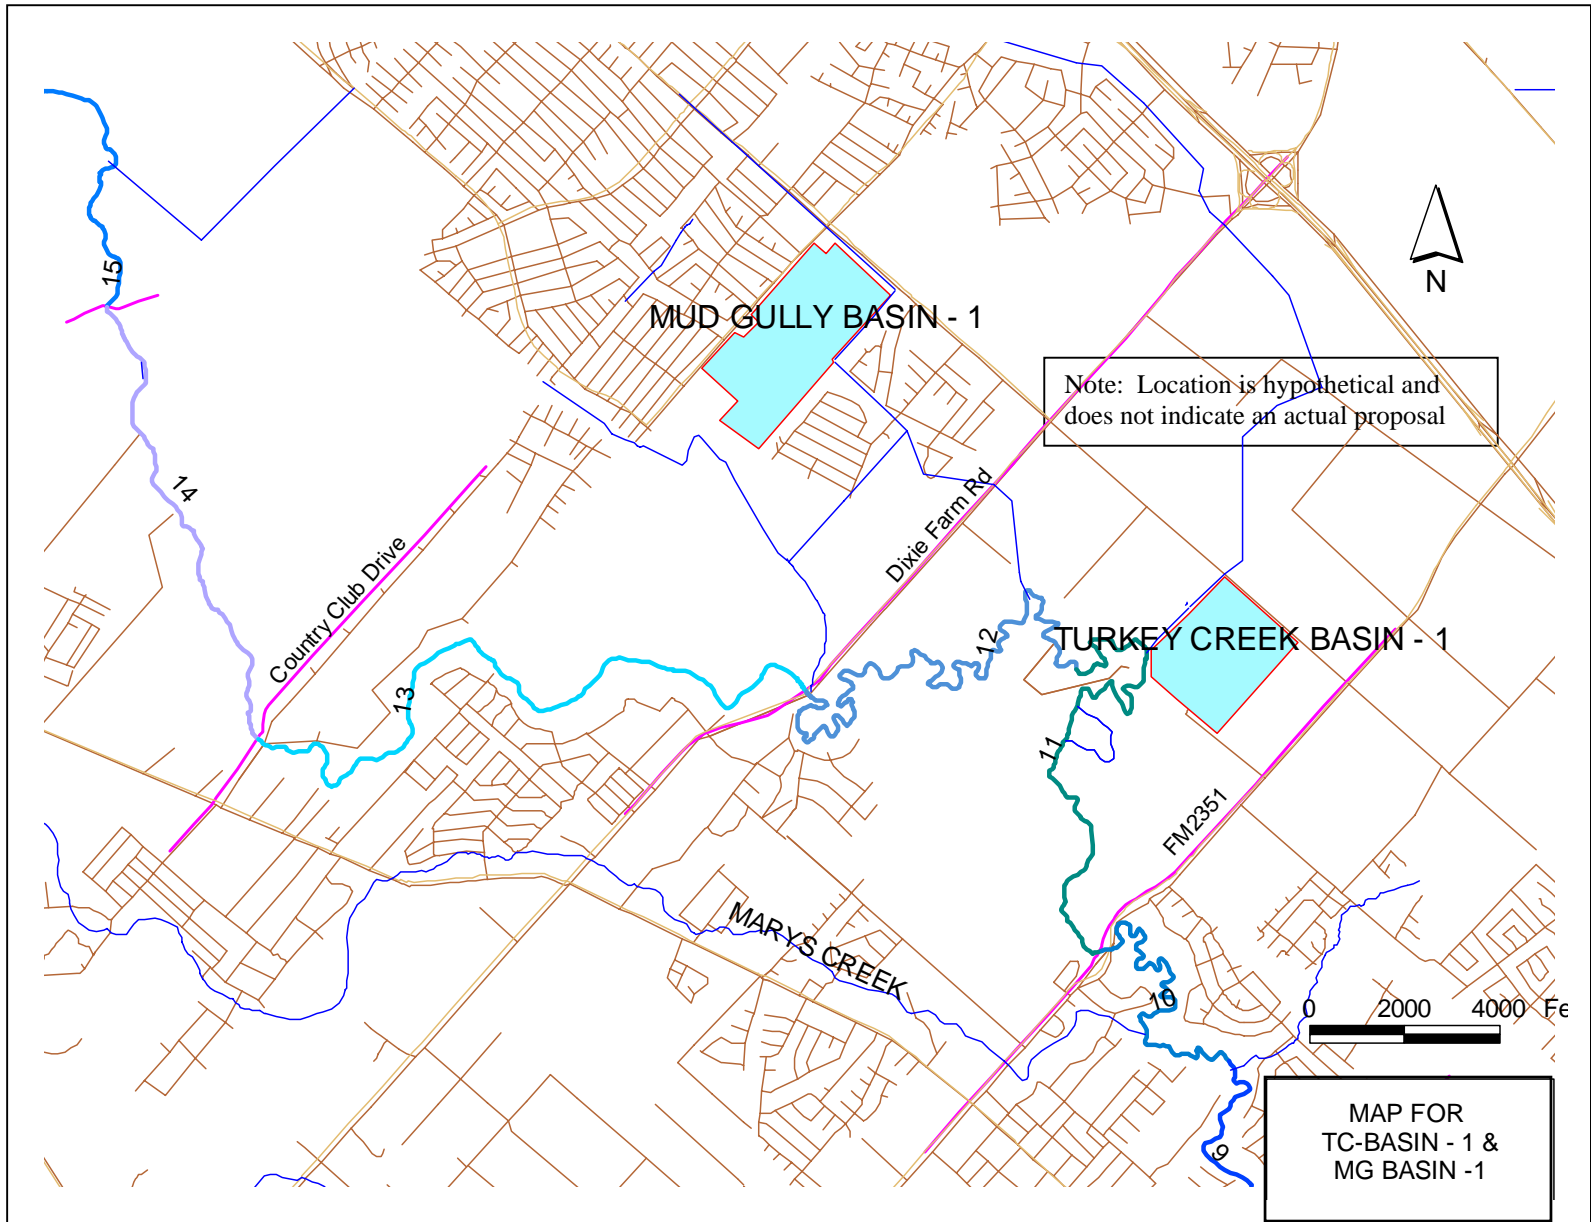 15
N
MUD GULLY BASIN - 1
Note: Location is hypothetical and
does not indicate an actual proposal
14
Dixie Farm Rd
Country Club Drive
12
TURKEY CREEK BASIN - 1
13
11
FM2351
MARYS CREEK
10
0 2000 4000 Fe
9
MAP FOR
TC-BASIN - 1 &
MG BASIN -1